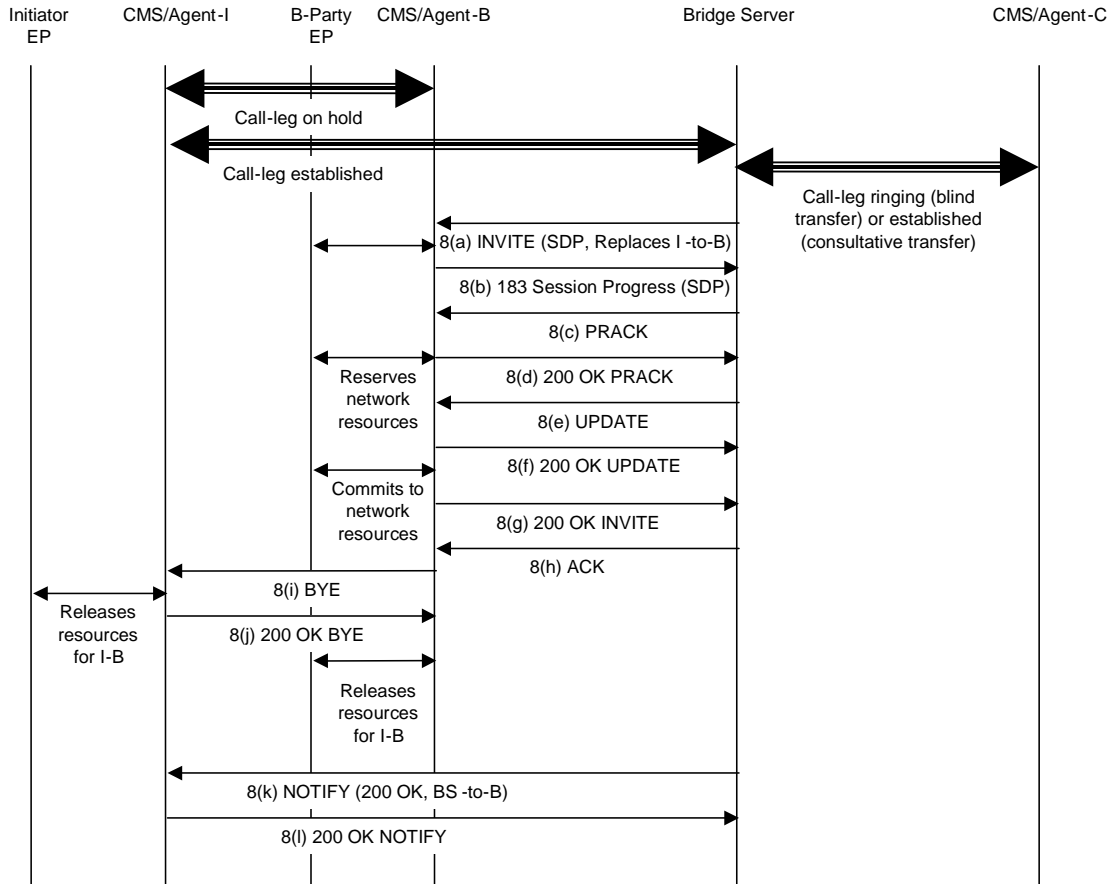 Initiator
EP
CMS/Agent-I
B-Party
EP
CMS/Agent-B
Bridge Server
CMS/Agent-C
Call-leg on hold
Call-leg established
Call-leg ringing (blind
transfer) or established
(consultative transfer)
8(a) INVITE (SDP, Replaces I -to-B)
8(b) 183 Session Progress (SDP)
8(c) PRACK
Reserves
network
resources
8(d) 200 OK PRACK
8(e) UPDATE
8(f) 200 OK UPDATE
Commits to
network
resources
8(g) 200 OK INVITE
8(h) ACK
8(i) BYE
Releases
resources
for I-B
8(j) 200 OK BYE
Releases
resources
for I-B
8(k) NOTIFY (200 OK, BS -to-B)
8(l) 200 OK NOTIFY